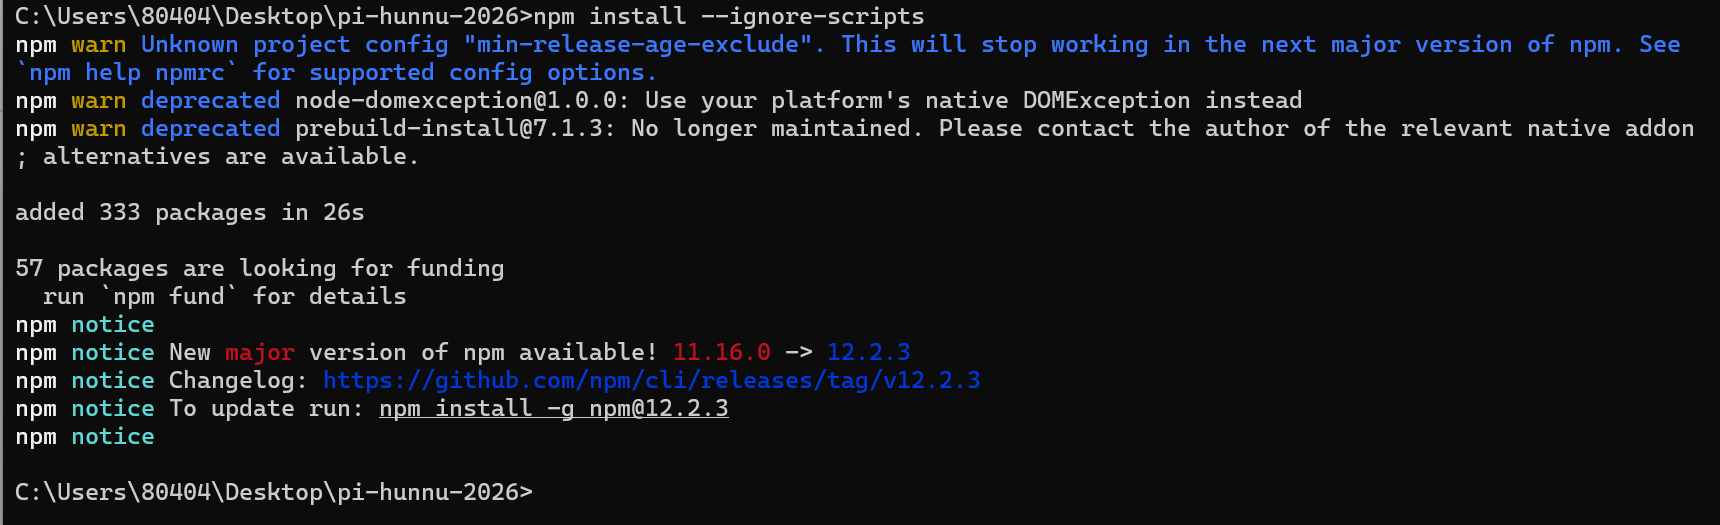 C:\Users\80404\Desktop\pi-hunnu-2026>npm install --ignore-scripts
npm warn Unknown project config "min-release-age-exclude". This will stop working in the next major version of npm. See
`npm help npmrc` for supported config options.
npm warn deprecated node-domexception@1.0.0: Use your platform's native DOMException instead
npm warn deprecated prebuild-install@7.1.3: No longer maintained. Please contact the author of the relevant native addon
; alternatives are available.
added 333 packages in 26s
57 packages are looking for funding
  run `npm fund` for details
npm notice
npm notice New major version of npm available! 11.16.0 -> 12.2.3
npm notice Changelog: https://github.com/npm/cli/releases/tag/v12.2.3
npm notice To update run: npm install -g npm@12.2.3
npm notice
C:\Users\80404\Desktop\pi-hunnu-2026>